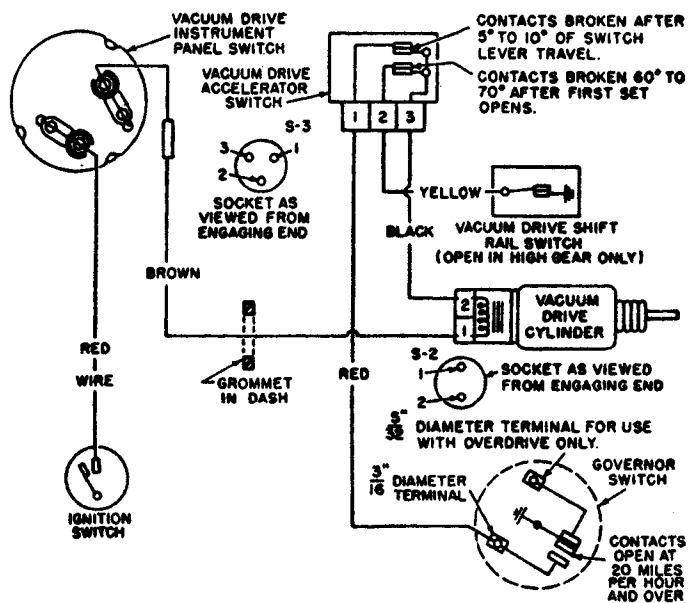 VACUUM DRIVE
INSTRUMENT
PANEL SWITCH
VACUUM DRIVE
ACCELERATOR
SWITCH
CONTACTS BROKEN AFTER
5° TO 10° OF SWITCH
LEVER TRAVEL.
CONTACTS BROKEN 60° TO
70° AFTER FIRST SET
OPENS.
1 2 3
S-3
3 1
2
SOCKET AS
VIEWED FROM
ENGAGING END
YELLOW
VACUUM DRIVE SHIFT
RAIL SWITCH
(OPEN IN HIGH GEAR ONLY)
BLACK
BROWN
2
1
VACUUM
DRIVE
CYLINDER
RED
WIRE
GROMMET
IN DASH
RED
S-2
1
2
SOCKET AS VIEWED
FROM ENGAGING END
DIAMETER TERMINAL FOR USE
WITH OVERDRIVE ONLY.
3/16" DIAMETER
TERMINAL
GOVERNOR
SWITCH
IGNITION
SWITCH
CONTACTS
OPEN AT
20 MILES
PER HOUR
AND OVER